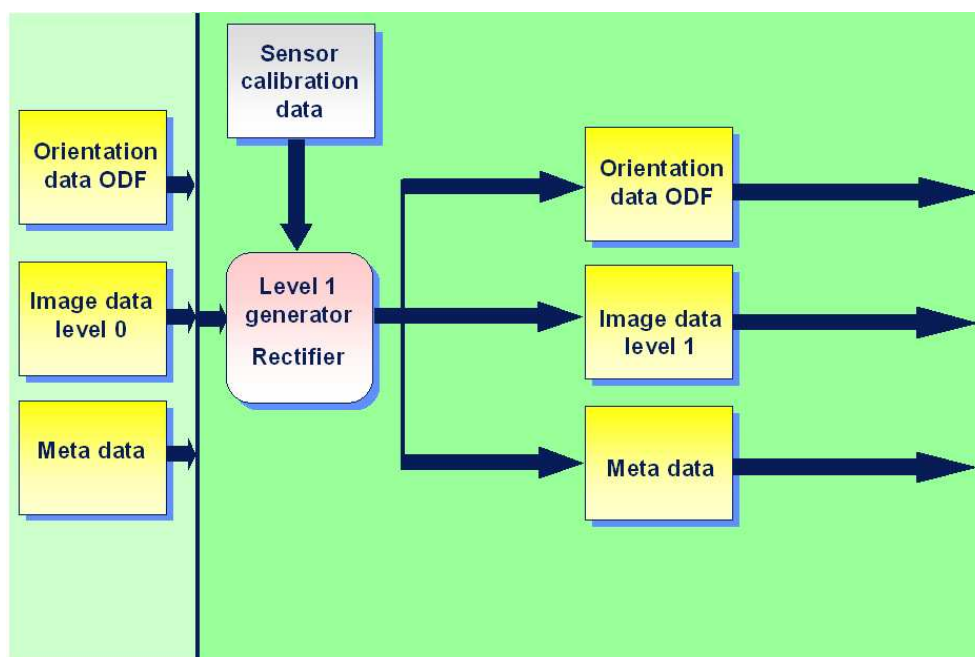 Orientation
data ODF
Image data
level 0
Meta data
Sensor
calibration
data
Level 1
generator
Rectifier
Orientation
data ODF
Image data
level 1
Meta data